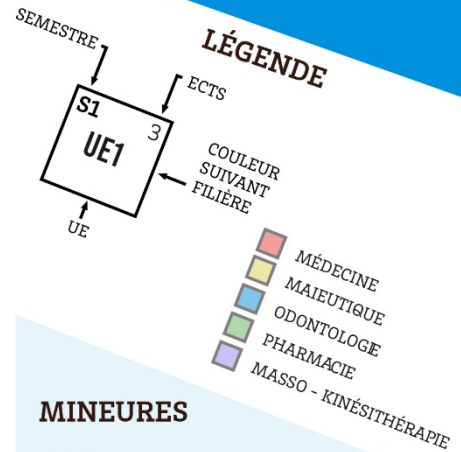 LÉGENDE
SEMESTRE
ECTS
S1
3
UE1
COULEUR
SUIVANT
FILIÈRE
UE
MÉDECINE
MAIEUTIQUE
ODONTOLOGIE
PHARMACIE
MASSO - KINÉSITHÉRAPIE
MINEURES